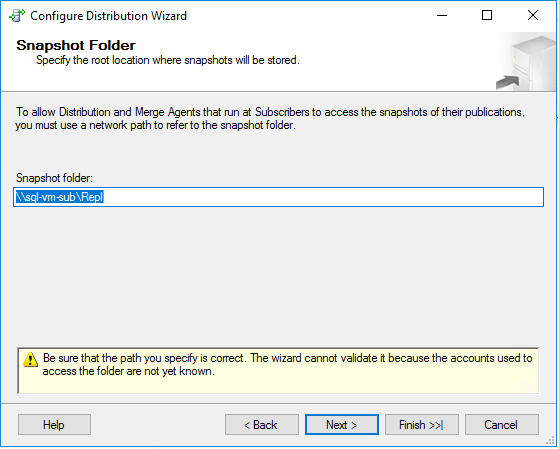 Configure Distribution Wizard
Snapshot Folder
Specify the root location where snapshots will be stored.
To allow Distribution and Merge Agents that run at Subscribers to access the snapshots of their publications,
you must use a network path to refer to the snapshot folder.
Snapshot folder:
\\sql-vm-sub\Repl
Be sure that the path you specify is correct. The wizard cannot validate it because the accounts used to
access the folder are not yet known.
Help
< Back
Next >
Finish >>|
Cancel